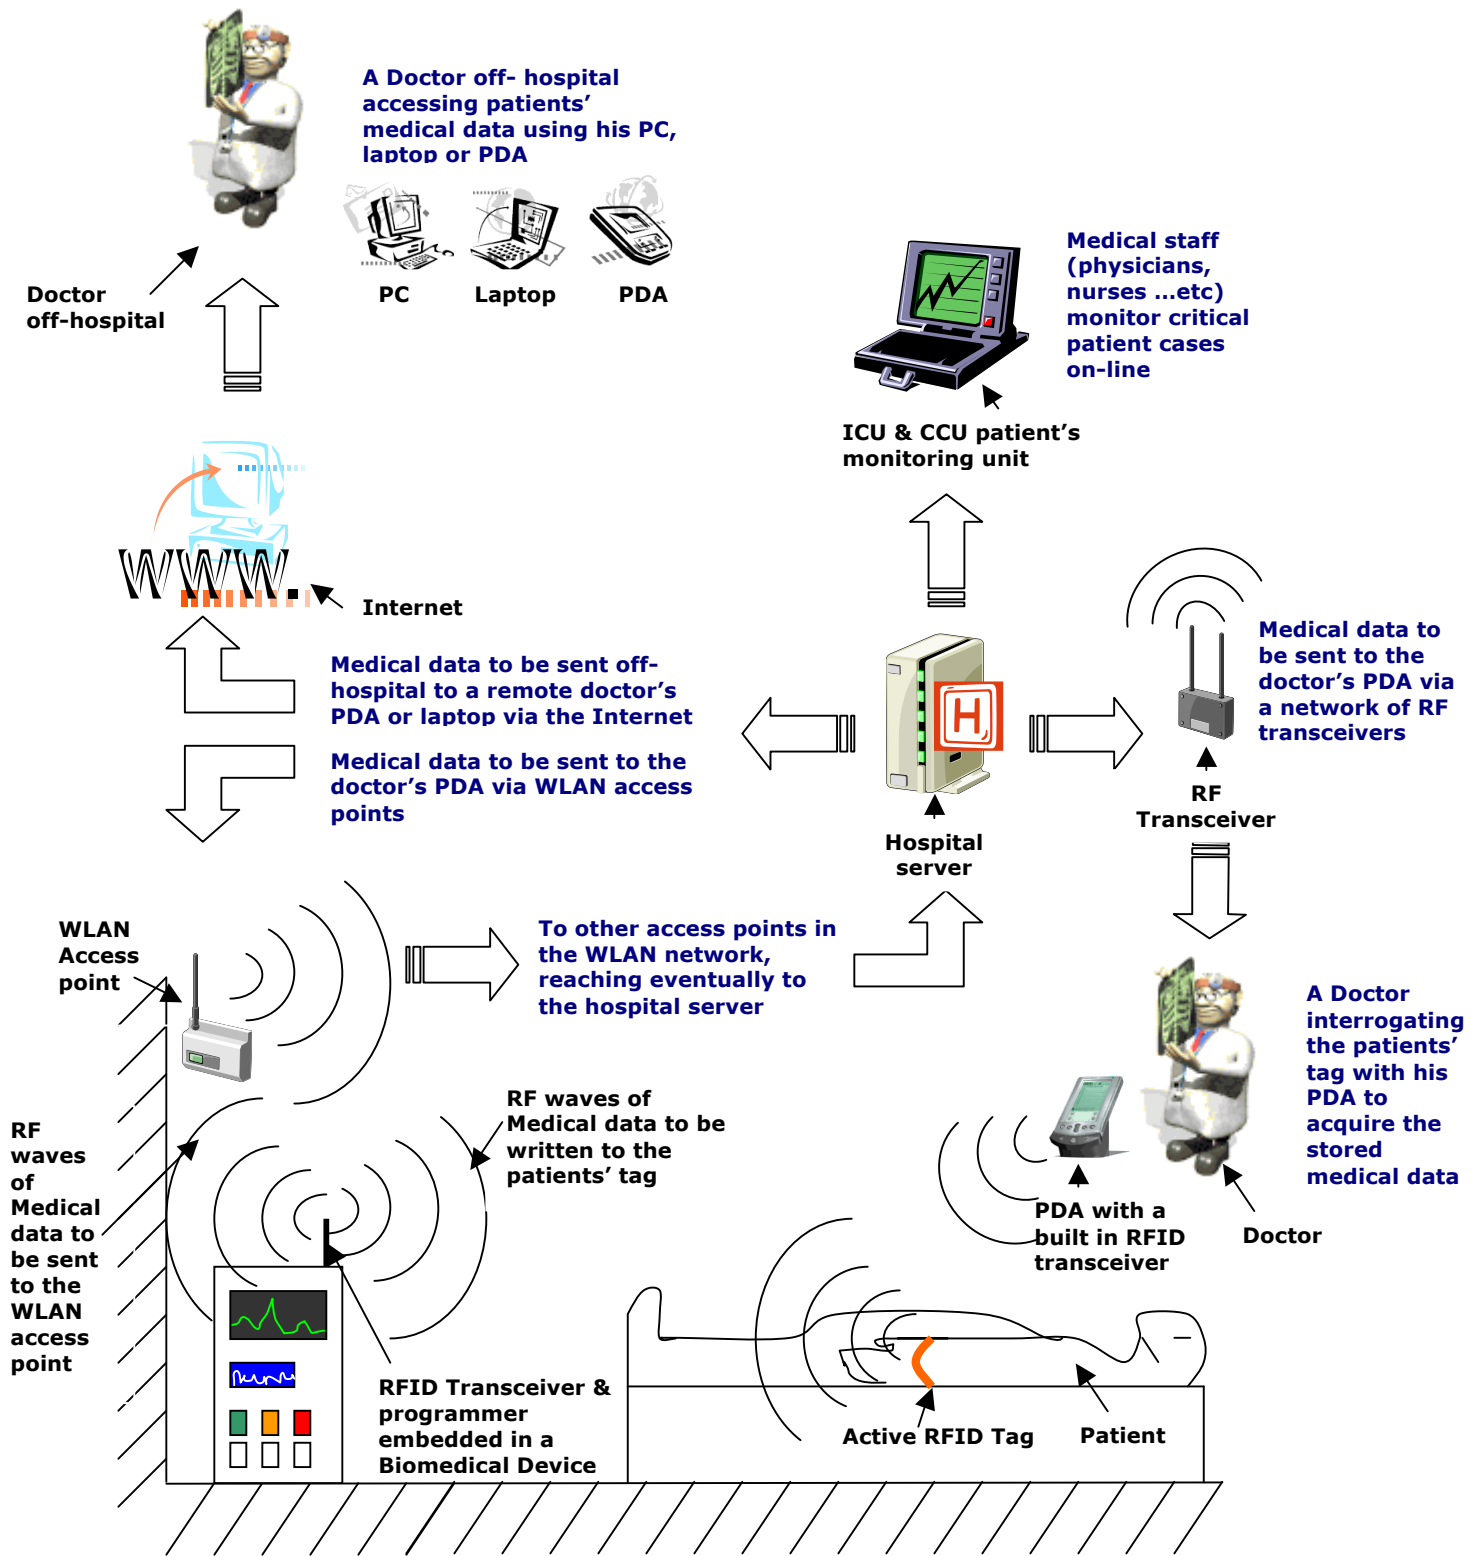 A Doctor off- hospital
accessing patients’
medical data using his PC,
laptop or PDA
PC
Laptop
PDA
Doctor
off-hospital
Medical staff
(physicians,
nurses …etc)
monitor critical
patient cases
on-line
ICU & CCU patient’s
monitoring unit
WWW.
Internet
Medical data to be sent off-
hospital to a remote doctor’s
PDA or laptop via the Internet
Medical data to be sent to the
doctor’s PDA via WLAN access
points
H
Hospital
server
Medical data to
be sent to the
doctor’s PDA via
a network of RF
transceivers
RF
Transceiver
WLAN
Access
point
To other access points in
the WLAN network,
reaching eventually to
the hospital server
A Doctor
interrogating
the patients’
tag with his
PDA to
acquire the
stored
medical data
RF waves of
Medical data to be
written to the
patients’ tag
RF
waves
of
Medical
data to
be sent
to the
WLAN
access
point
PDA with a
built in RFID
transceiver
Doctor
RFID Transceiver &
programmer
embedded in a
Biomedical Device
Active RFID Tag
Patient